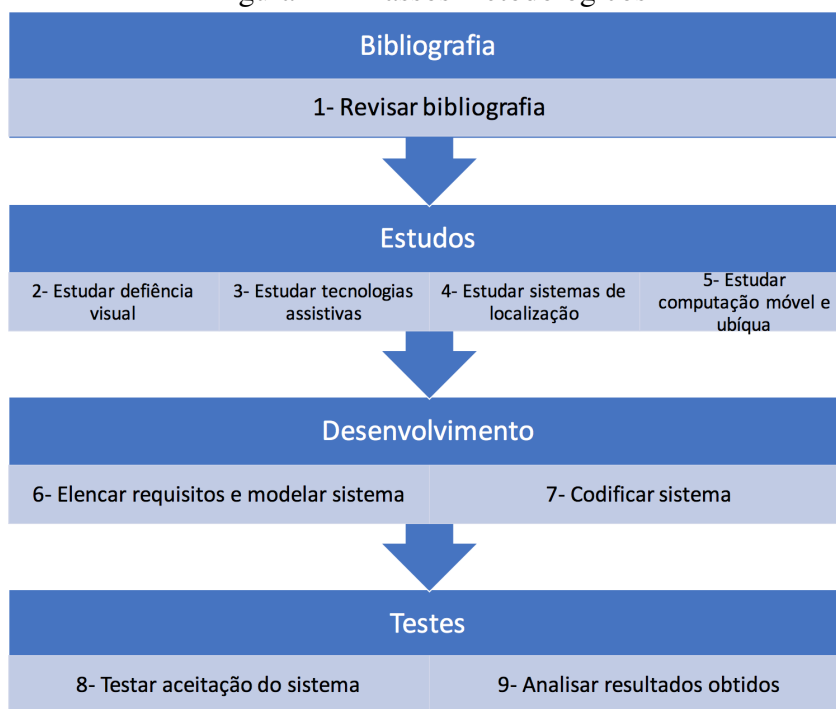 Bibliografia
1- Revisar bibliografia
Estudos
2- Estudar defiência
visual
3- Estudar tecnologias
assistivas
4- Estudar sistemas de
localização
5- Estudar
computação móvel e
ubíqua
Desenvolvimento
6- Elencar requisitos e modelar sistema
7- Codificar sistema
Testes
8- Testar aceitação do sistema
9- Analisar resultados obtidos